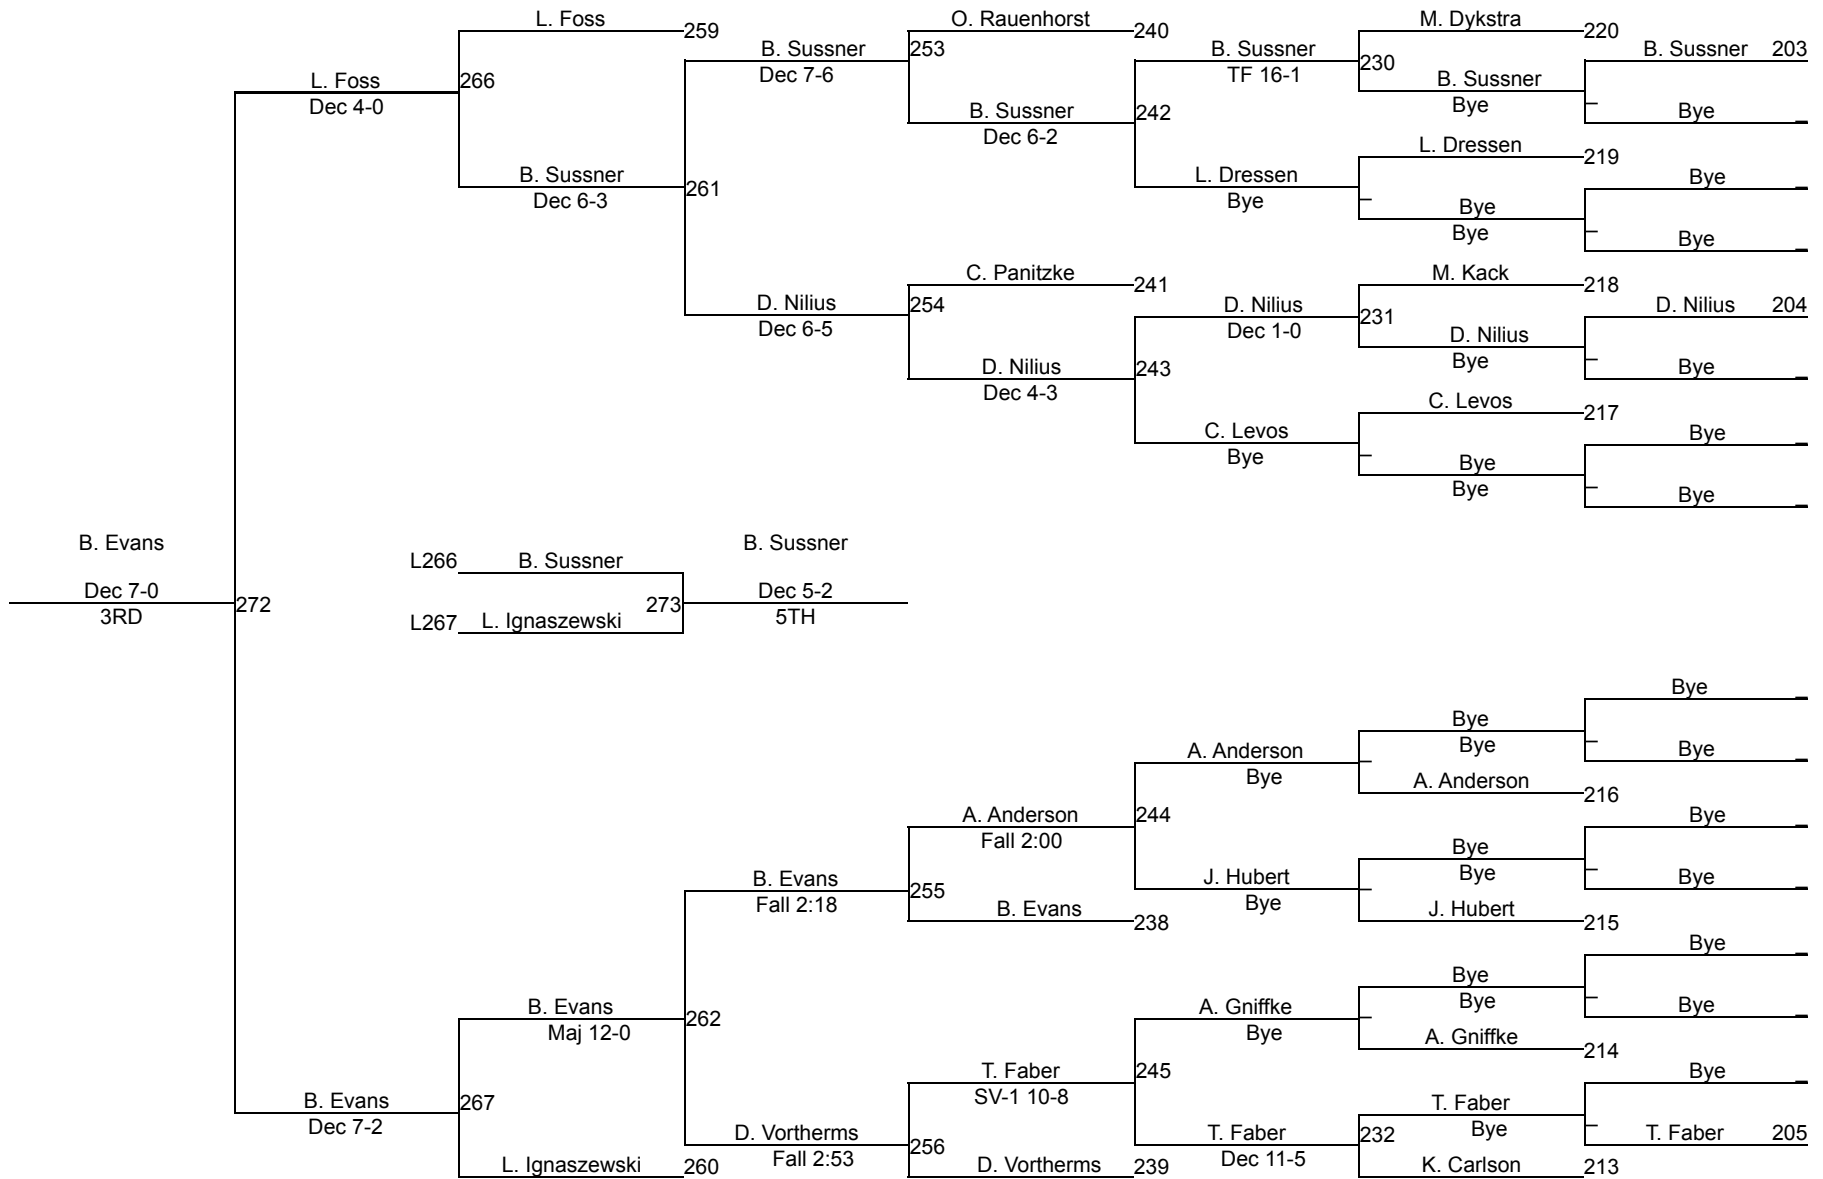 L. Foss
259
O. Rauenhorst
240
M. Dykstra
220
B. Sussner
Dec 7-6
253
B. Sussner
TF 16-1
230
B. Sussner 203
L. Foss
Dec 4-0
266
B. Sussner
Bye
Bye
B. Sussner
Dec 6-2
242
L. Dressen
219
B. Sussner
Dec 6-3
261
L. Dressen
Bye
Bye
Bye
Bye
Bye
C. Panitzke
241
M. Kack
218
D. Nilius
Dec 6-5
254
D. Nilius
Dec 1-0
231
D. Nilius 204
D. Nilius
Bye
Bye
D. Nilius
Dec 4-3
243
C. Levos
217
C. Levos
Bye
Bye
Bye
Bye
Bye
B. Evans
Dec 7-0
3RD
272
L266
B. Sussner
L267
L. Ignaszewski
273
B. Sussner
Dec 5-2
5TH
Bye
Bye
Bye
Bye
A. Anderson
Bye
A. Anderson
216
A. Anderson
Fall 2:00
244
Bye
Bye
Bye
Bye
B. Evans
Fall 2:18
255
J. Hubert
Bye
B. Evans
238
J. Hubert
215
Bye
Bye
Bye
Bye
B. Evans
Maj 12-0
262
A. Gniffke
Bye
A. Gniffke
214
T. Faber
SV-1 10-8
245
Bye
B. Evans
Dec 7-2
267
T. Faber
Bye
D. Vortherms
Fall 2:53
256
T. Faber
Dec 11-5
232
T. Faber 205
L. Ignaszewski
260
D. Vortherms
239
K. Carlson
213